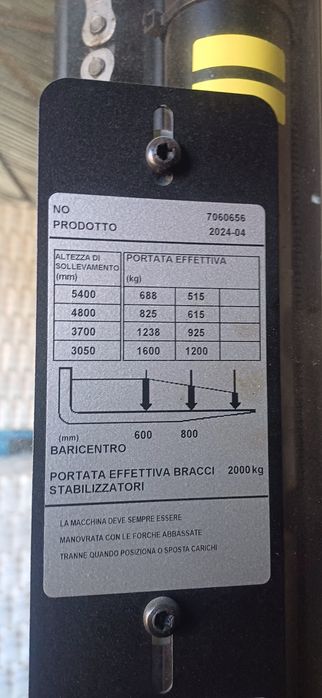 NO 7060656
PRODOTTO 2024-04
ALTEZZA DI SOLLEVAMENTO (mm) PORTATA EFFETTIVA (kg)
5400 688 515
4800 825 615
3700 1238 925
3050 1600 1200
(mm) 600 800
BARICENTRO
PORTATA EFFETTIVA BRACCI 2000 kg
STABILIZZATORI
LA MACCHINA DEVE SEMPRE ESSERE
MANOVRATA CON LE FORCHE ABBASSATE
TRANNE QUANDO POSIZIONA O SPOSTA CARICHI